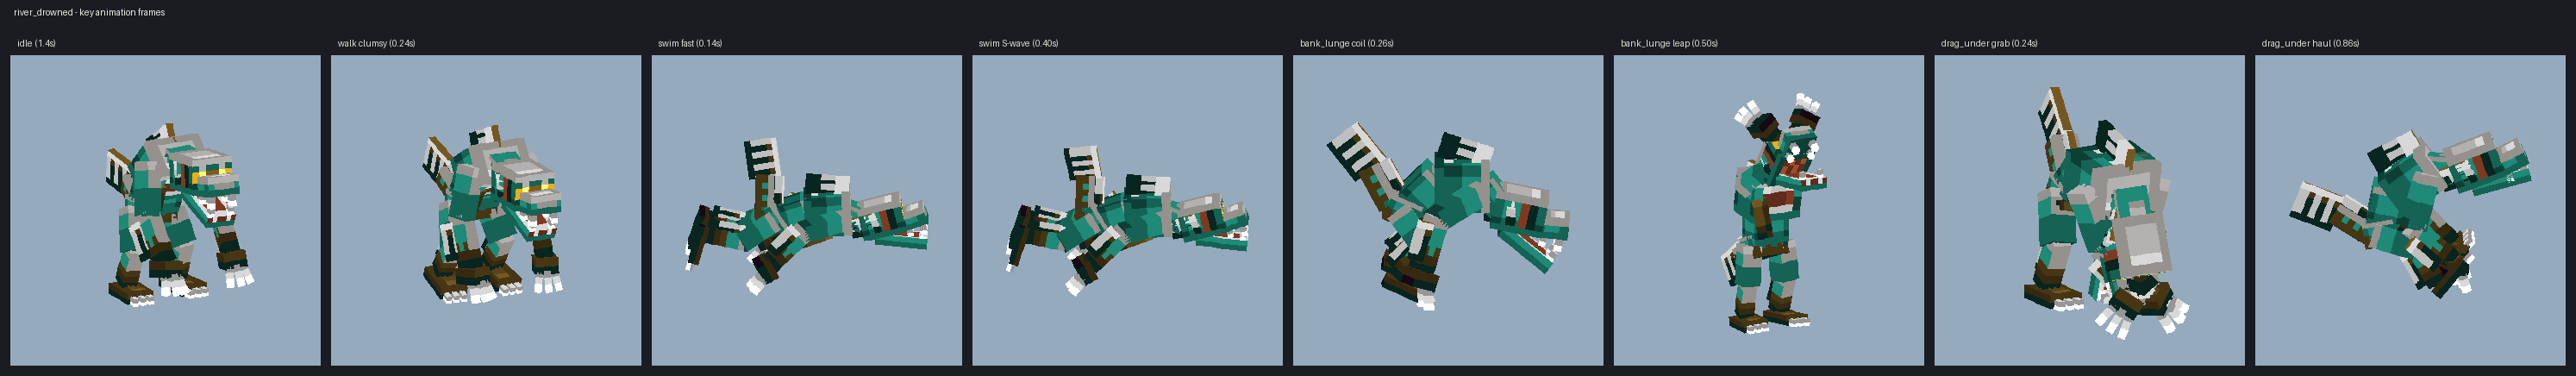 river_drowned - key animation frames
idle (1.4s)
walk clumsy (0.24s)
swim fast (0.14s)
swim S-wave (0.40s)
bank_lunge coil (0.26s)
bank_lunge leap (0.50s)
drag_under grab (0.24s)
drag_under haul (0.86s)